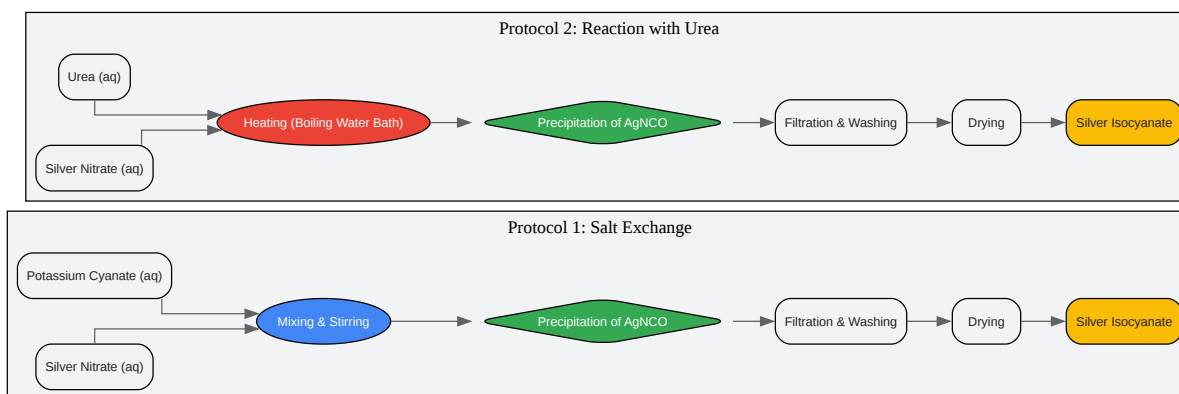 Protocol 2: Reaction with Urea
Urea (aq)
Silver Nitrate (aq)
Heating (Boiling Water Bath)
Precipitation of AgNCO
Filtration & Washing
Drying
Silver Isocyanate
Protocol 1: Salt Exchange
Potassium Cyanate (aq)
Silver Nitrate (aq)
Mixing & Stirring
Precipitation of AgNCO
Filtration & Washing
Drying
Silver Isocyanate